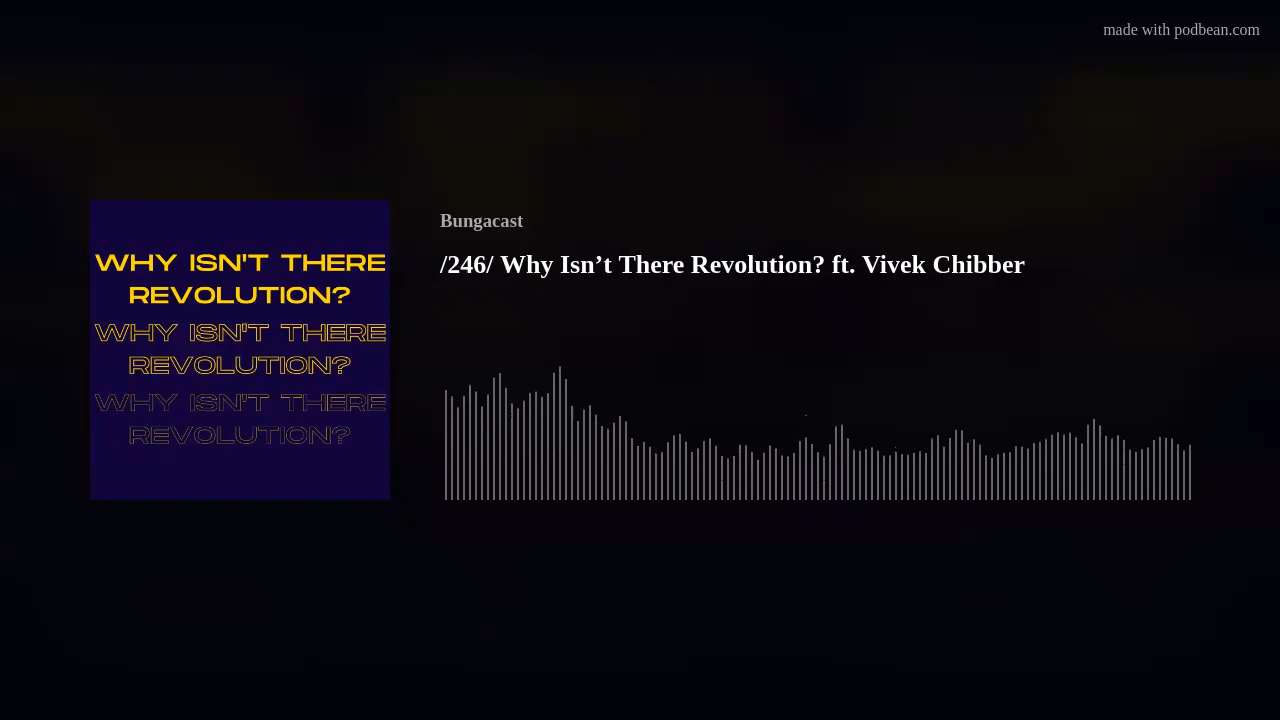 made with podbean.com
WHY ISN'T THERE
REVOLUTION?
WHY ISN'T THERE
REVOLUTION?
WHY ISN'T THERE
REVOLUTION?
Bungacast
/246/ Why Isn’t There Revolution? ft. Vivek Chibber